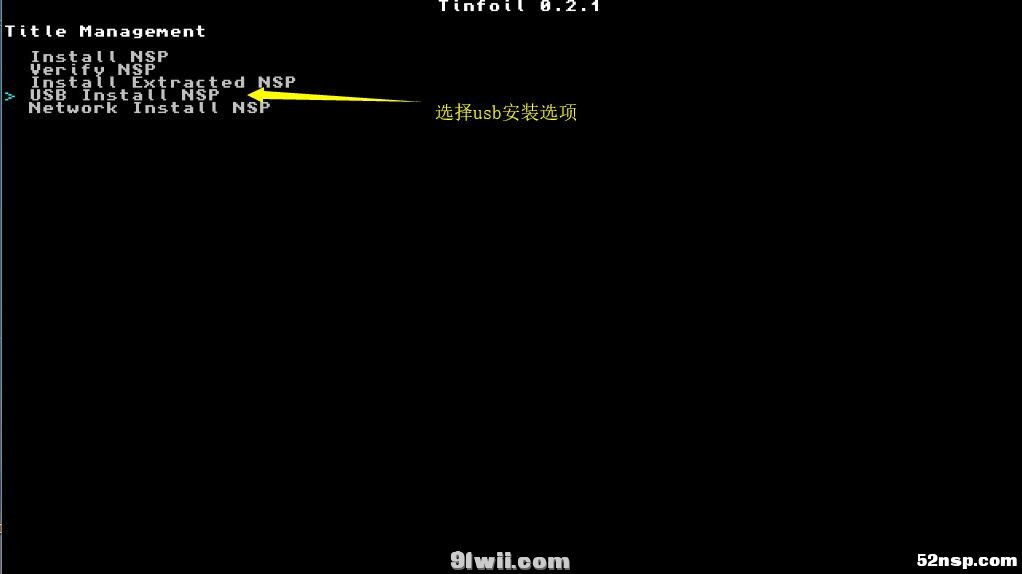 Tinfoil 0.2.1
Title Management
Install NSP
Verify NSP
Install Extracted NSP
> USB Install NSP
Network Install NSP
选择usb安装选项
91wii.com
52nsp.com